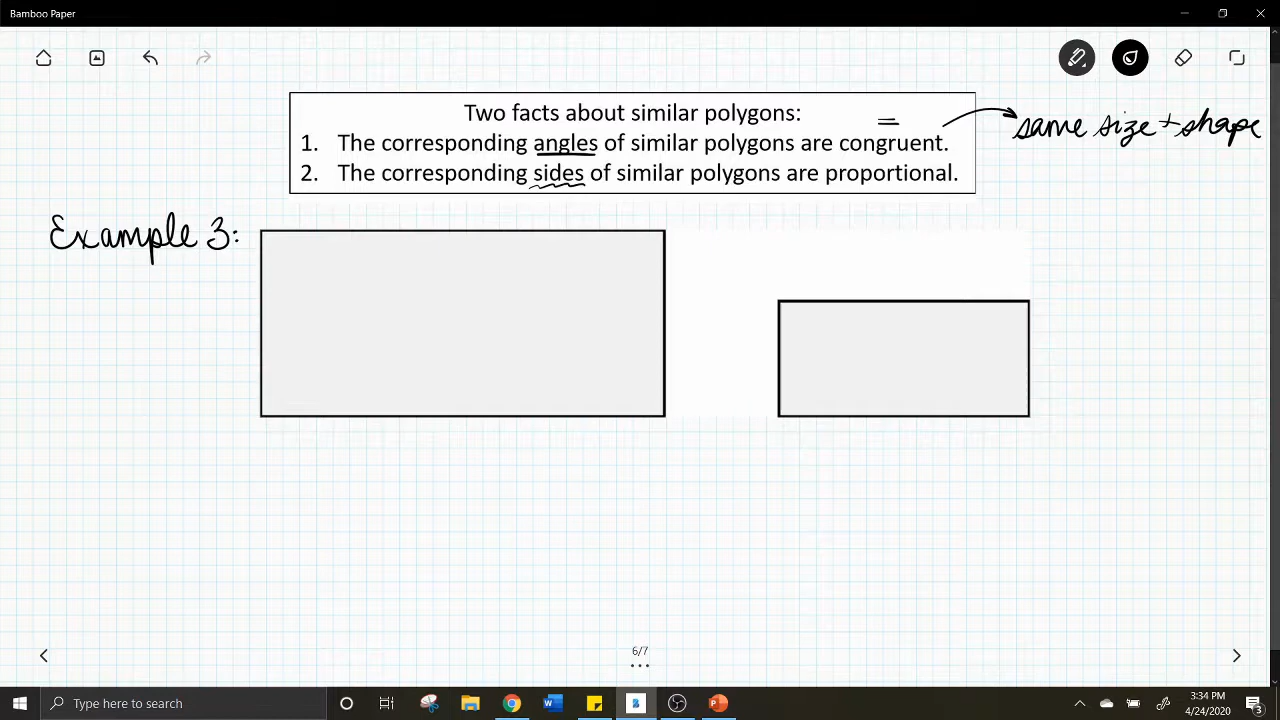 Bamboo Paper
Two facts about similar polygons:
1. The corresponding angles of similar polygons are congruent.
same size + shape
2. The corresponding sides of similar polygons are proportional.
Example 3:
6/7
Type here to search
3:34 PM
4/24/2020
3